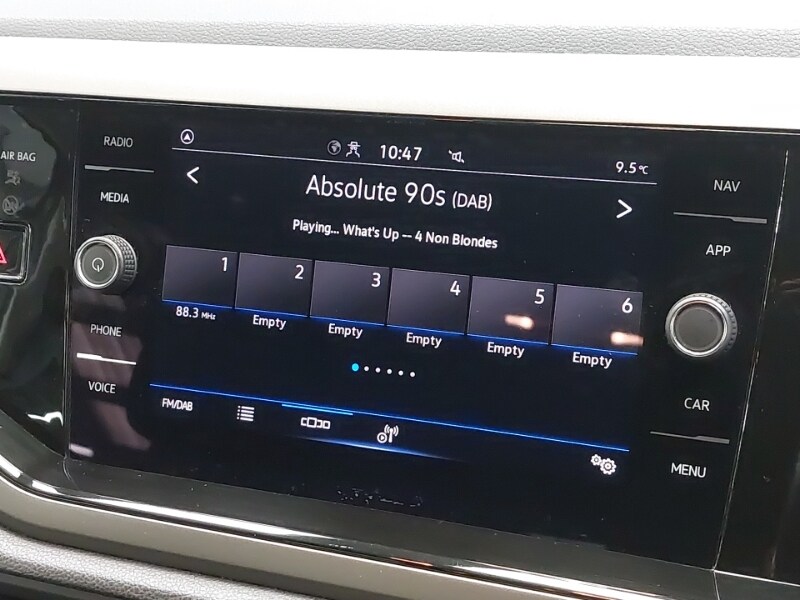 AIR BAG
RADIO
MEDIA
PHONE
VOICE
10:47
9.5°C
Absolute 90s (DAB)
Playing... What's Up -- 4 Non Blondes
1 2 3 4 5 6
88.3 MHz Empty Empty Empty Empty Empty
FM/DAB
NAV
APP
CAR
MENU